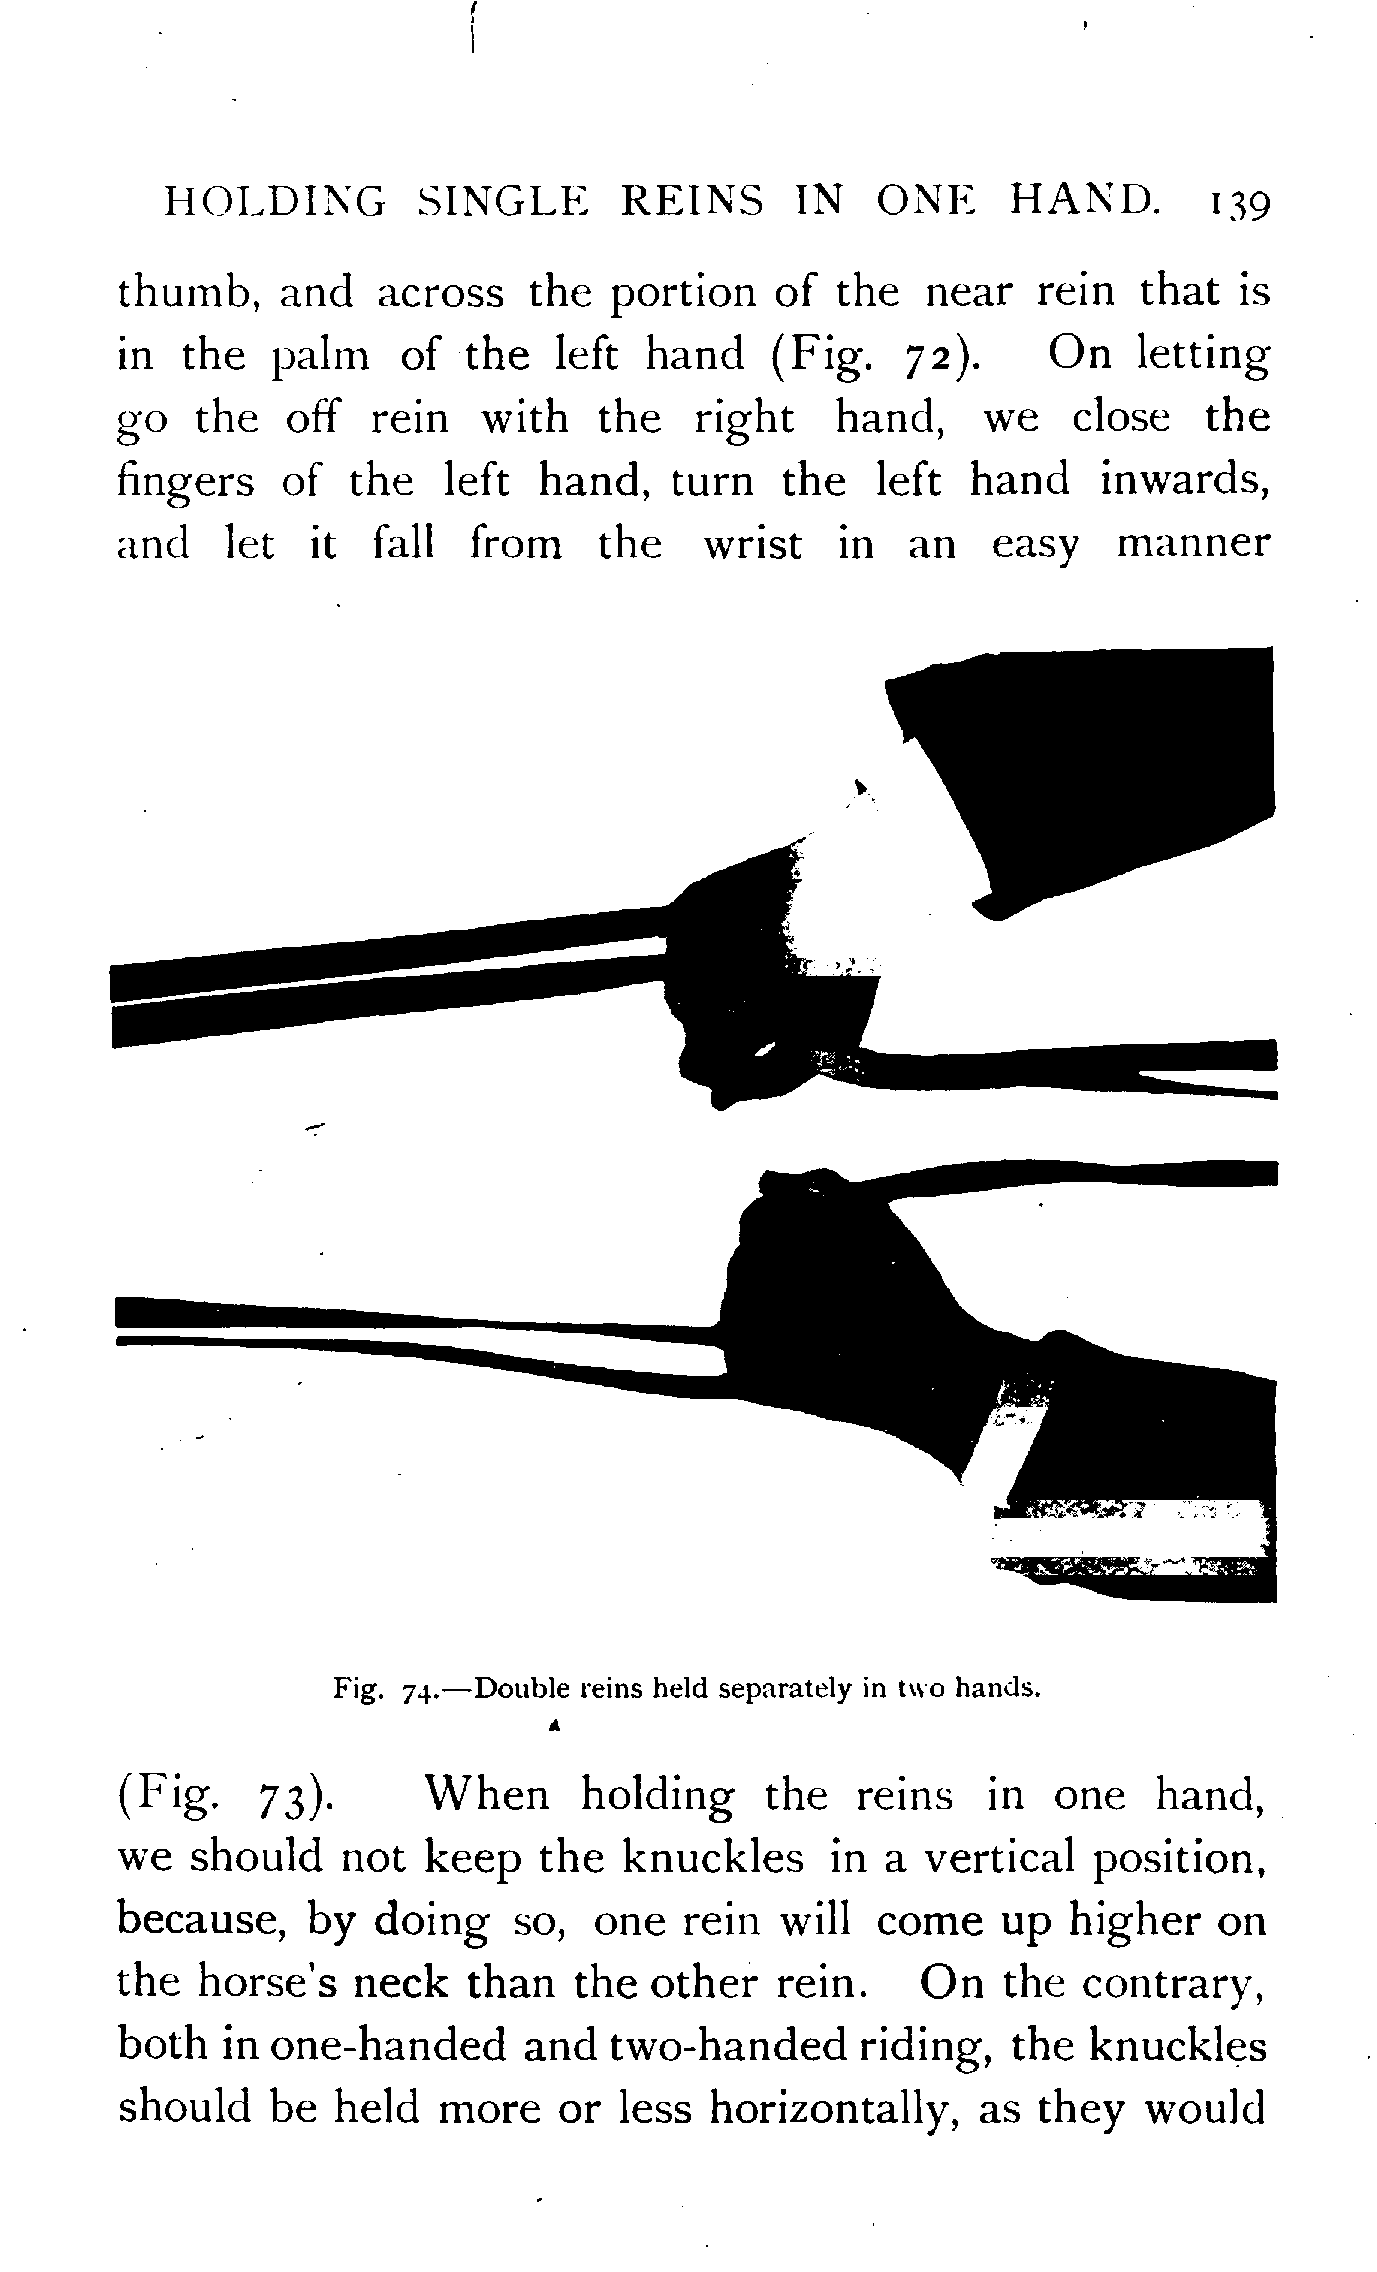 HOLDING SINGLE REINS IN ONE HAND. 139
thumb, and across the portion of the near rein that is
in the palm of the left hand (Fig. 72). On letting
go the off rein with the right hand, we close the
fingers of the left hand, turn the left hand inwards,
and let it fall from the wrist in an easy manner
Fig. 74.—Double reins held separately in two hands.
(Fig. 73). When holding the reins in one hand,
we should not keep the knuckles in a vertical position,
because, by doing so, one rein will come up higher on
the horse's neck than the other rein. On the contrary,
both in one-handed and two-handed riding, the knuckles
should be held more or less horizontally, as they would